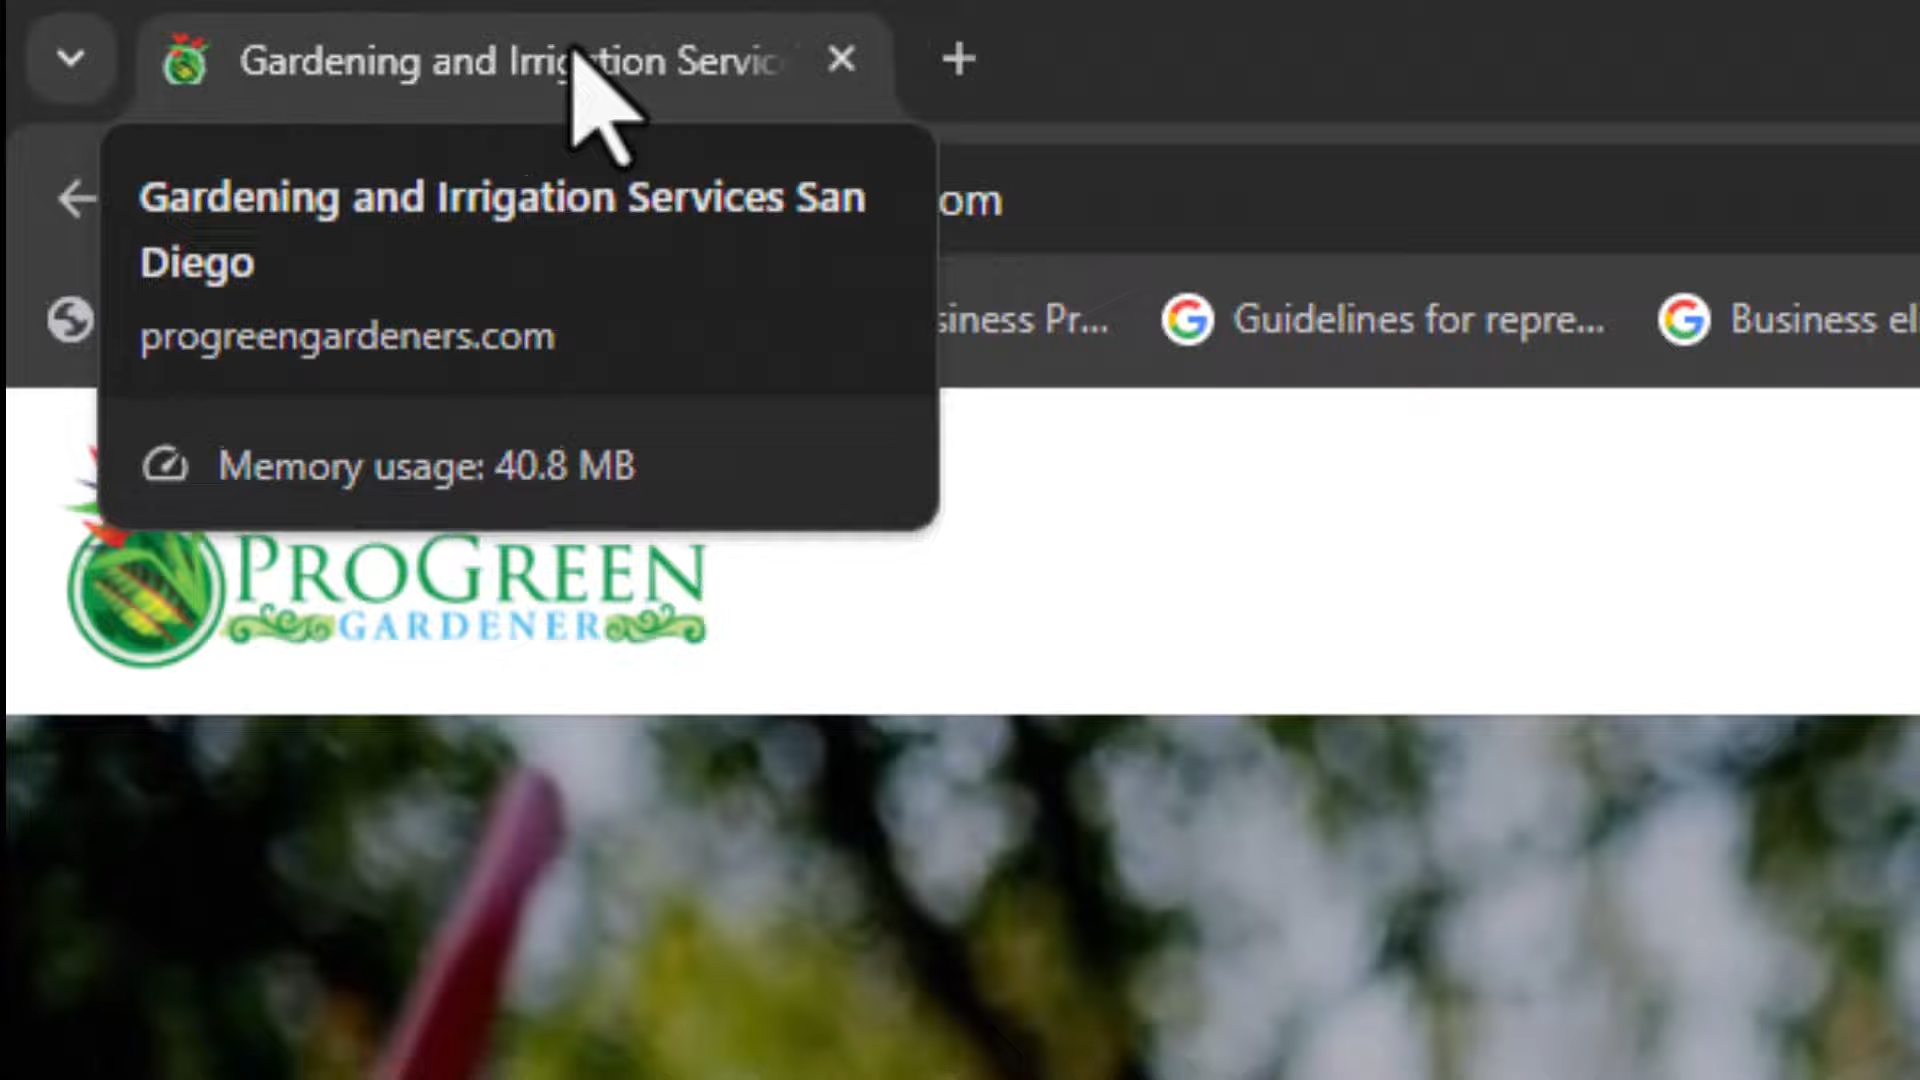 Gardening and Irrigation Servic
Gardening and Irrigation Services San
Diego
progreengardeners.com
om
siness Pr...
Guidelines for repre...
Business el
Memory usage: 40.8 MB
PROGREEN
GARDENER